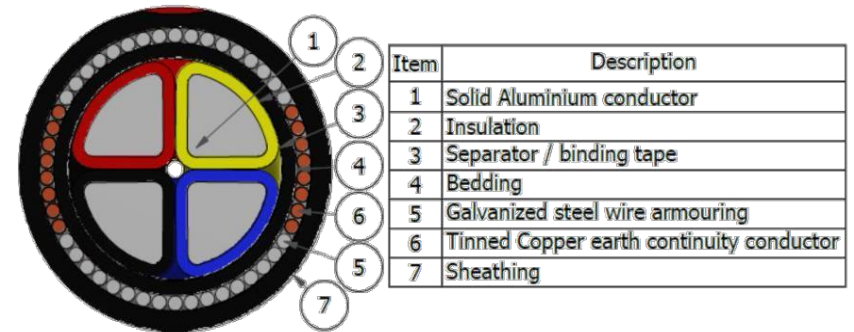 1
2
3
4
6
5
7
Item Description
1 Solid Aluminium conductor
2 Insulation
3 Separator / binding tape
4 Bedding
5 Galvanized steel wire armouring
6 Tinned Copper earth continuity conductor
7 Sheathing